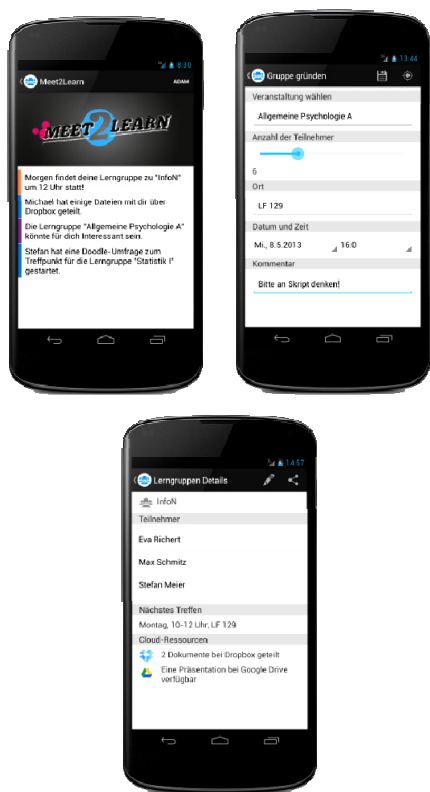 8:30
Meet2Learn
ADAM
MEET2LEARN
Morgen findet deine Lerngruppe zu "InfoN"
um 12 Uhr statt!
Michael hat einige Dateien mit dir über
Dropbox geteilt.
Die Lerngruppe "Allgemeine Psychologie A"
könnte für dich Interessant sein.
Stefan hat eine Doodle-Umfrage zum
Treffpunkt für die Lerngruppe "Statistik I"
gestartet.
13:44
Gruppe gründen
Veranstaltung wählen
Allgemeine Psychologie A
Anzahl der Teilnehmer
6
Ort
LF 129
Datum und Zeit
Mi., 8.5.2013 16:0
Kommentar
Bitte an Skript denken!
14:57
Lerngruppen Details
InfoN
Teilnehmer
Eva Richert
Max Schmitz
Stefan Meier
Nächstes Treffen
Montag, 10-12 Uhr, LF 129
Cloud-Ressourcen
2 Dokumente bei Dropbox geteilt
Eine Präsentation bei Google Drive
verfügbar